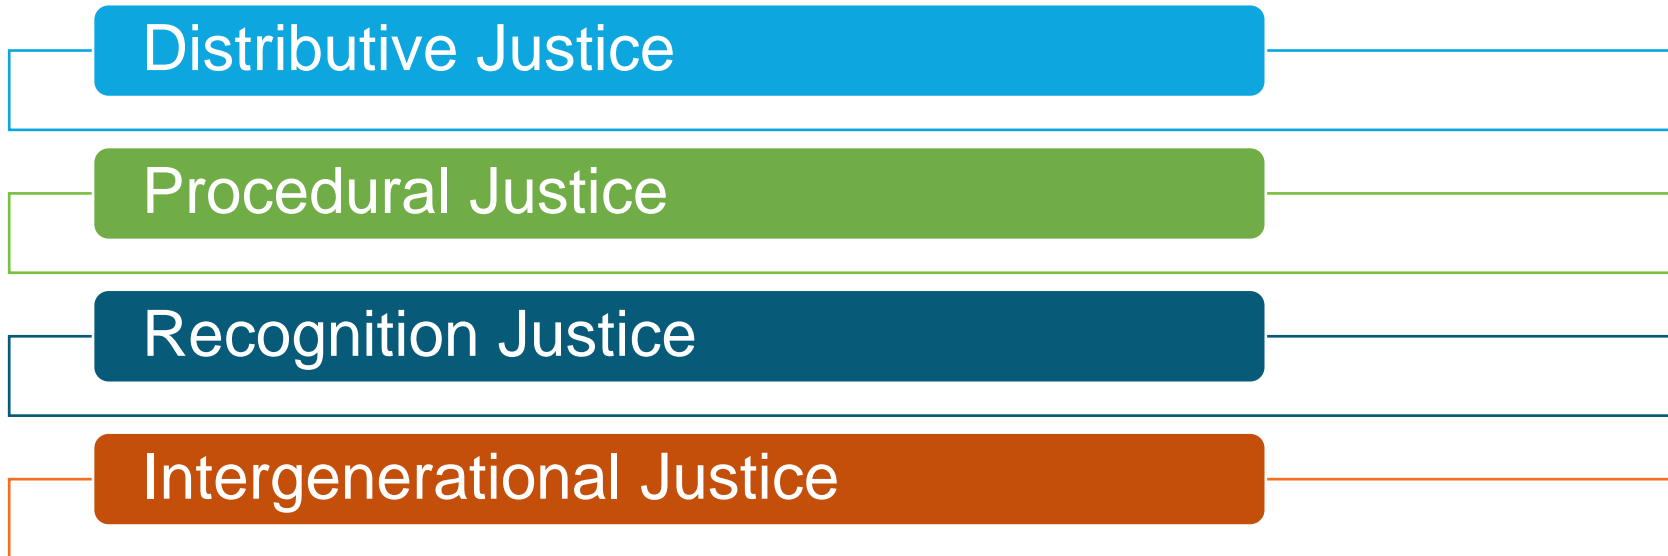 Distributive Justice
Procedural Justice
Recognition Justice
Intergenerational Justice